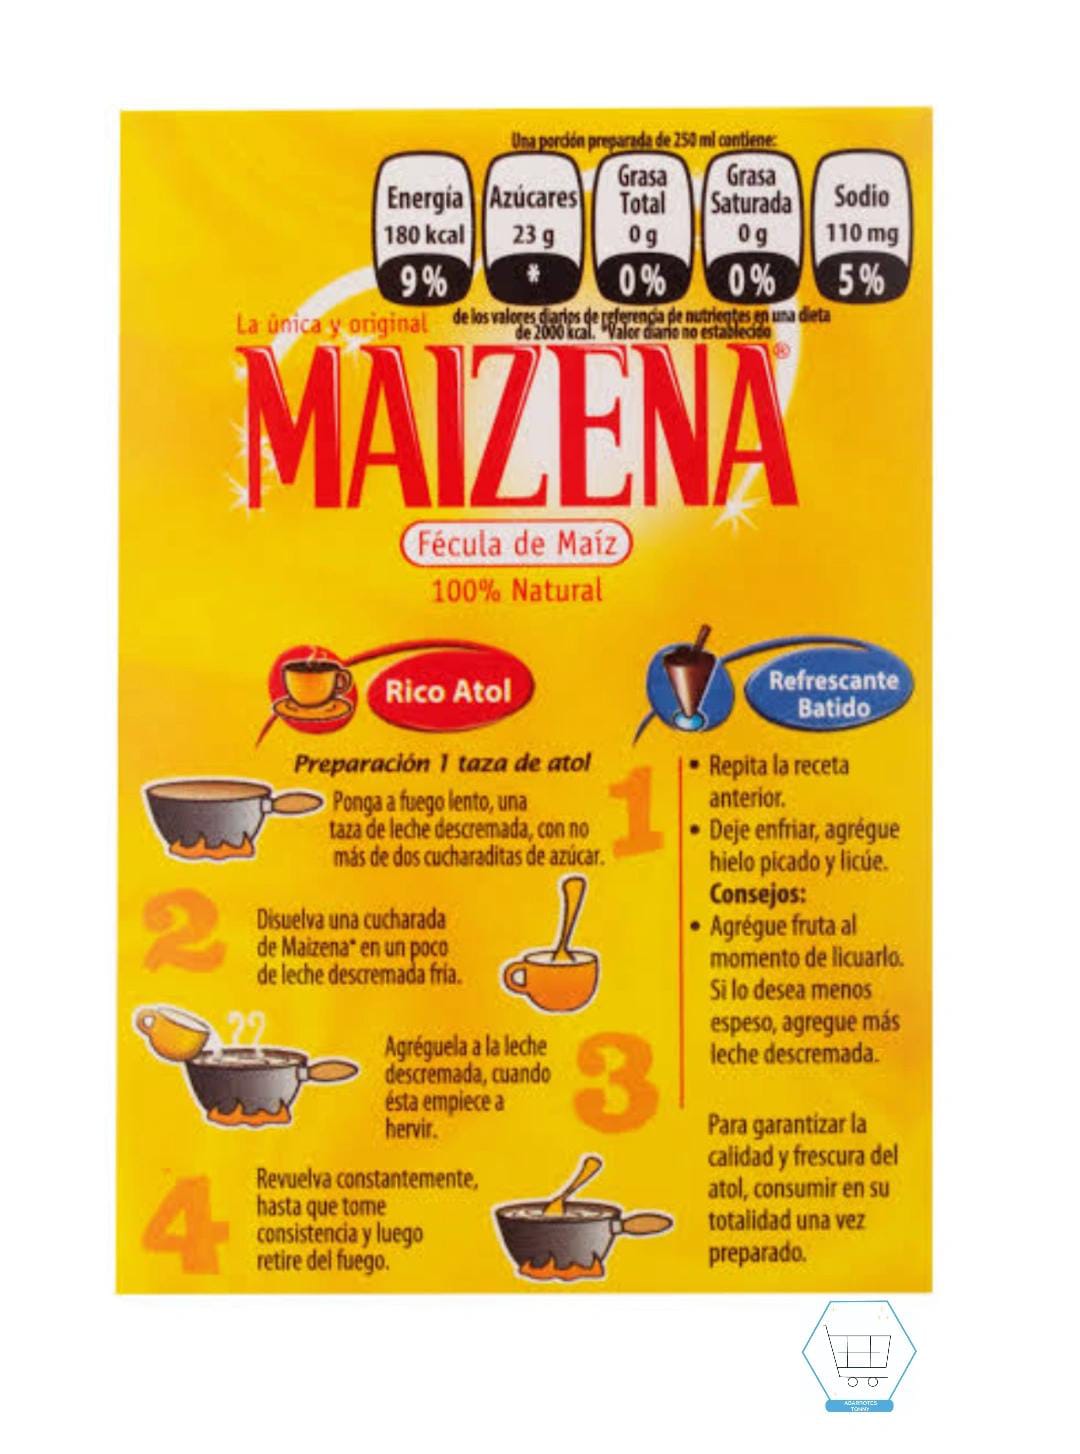 Una porción preparada de 250 ml contiene:
Energía
180 kcal
9%
Azúcares
23 g
*
Grasa
Total
0 g
0%
Grasa
Saturada
0 g
0%
Sodio
110 mg
5%
de los valores diarios de referencia de nutrientes en una dieta
de 2000 kcal. *Valor diario no establecido
La única y original
MAIZENA®
Fécula de Maíz
100% Natural
Rico Atol
Preparación 1 taza de atol
1
Ponga a fuego lento, una
taza de leche descremada, con no
más de dos cucharaditas de azúcar.
2
Disuelva una cucharada
de Maizena* en un poco
de leche descremada fría.
3
Agréguela a la leche
descremada, cuando
ésta empiece a
hervir.
4
Revuelva constantemente,
hasta que tome
consistencia y luego
retire del fuego.
Refrescante
Batido
• Repita la receta
anterior.
• Deje enfriar, agrégue
hielo picado y licúe.
Consejos:
• Agrégue fruta al
momento de licuarlo.
Si lo desea menos
espeso, agregue más
leche descremada.
Para garantizar la
calidad y frescura del
atol, consumir en su
totalidad una vez
preparado.
ABARROTES
TOMMY